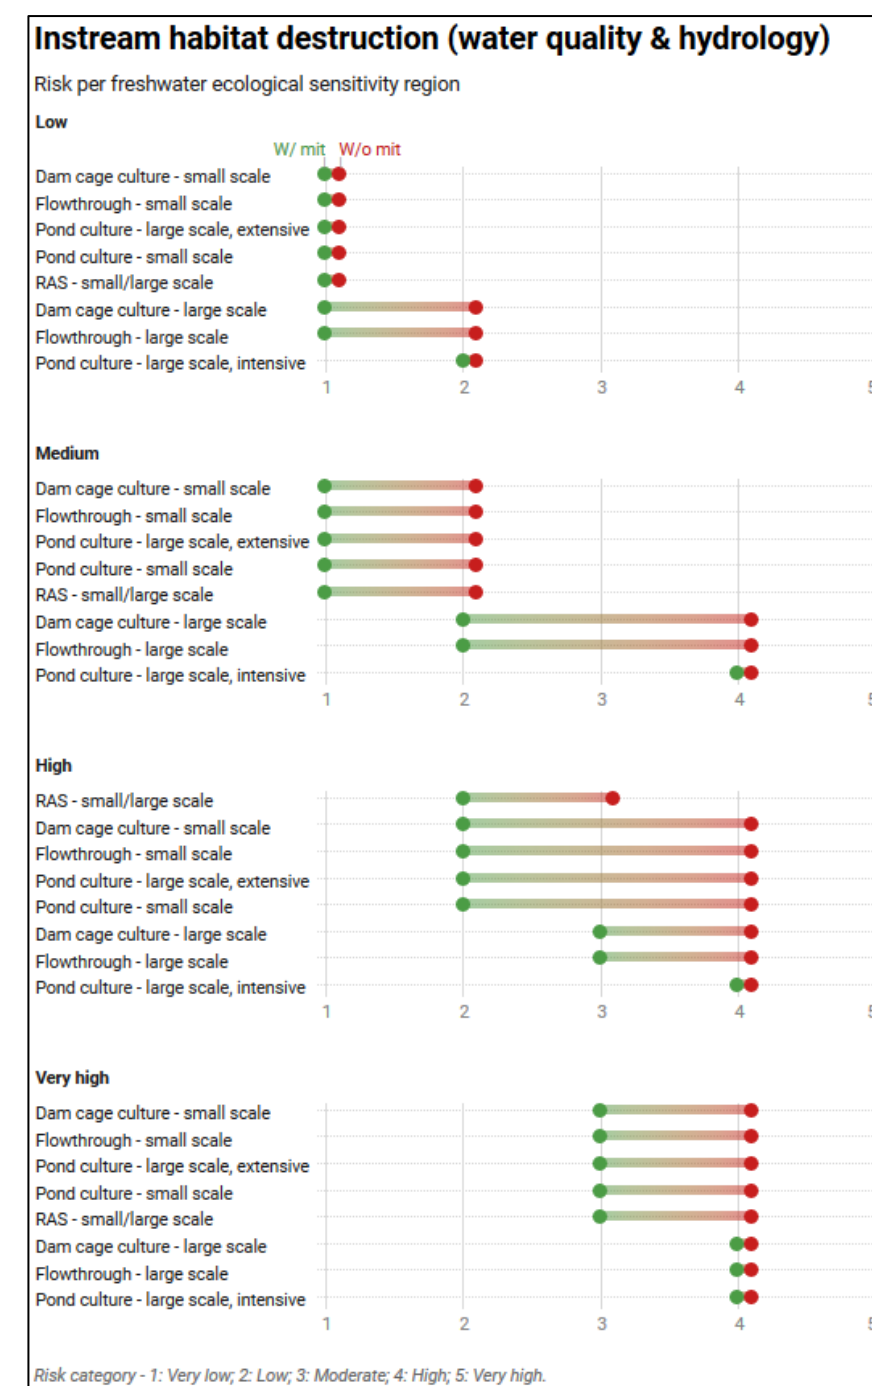 Instream habitat destruction (water quality & hydrology)
Risk per freshwater ecological sensitivity region
Low
W/ mit W/o mit
Dam cage culture - small scale
Flowthrough - small scale
Pond culture - large scale, extensive
Pond culture - small scale
RAS - small/large scale
Dam cage culture - large scale
Flowthrough - large scale
Pond culture - large scale, intensive
1 2 3 4 5
Medium
Dam cage culture - small scale
Flowthrough - small scale
Pond culture - large scale, extensive
Pond culture - small scale
RAS - small/large scale
Dam cage culture - large scale
Flowthrough - large scale
Pond culture - large scale, intensive
1 2 3 4 5
High
RAS - small/large scale
Dam cage culture - small scale
Flowthrough - small scale
Pond culture - large scale, extensive
Pond culture - small scale
Dam cage culture - large scale
Flowthrough - large scale
Pond culture - large scale, intensive
1 2 3 4 5
Very high
Dam cage culture - small scale
Flowthrough - small scale
Pond culture - large scale, extensive
Pond culture - small scale
RAS - small/large scale
Dam cage culture - large scale
Flowthrough - large scale
Pond culture - large scale, intensive
1 2 3 4 5
Risk category - 1: Very low; 2: Low; 3: Moderate; 4: High; 5: Very high.